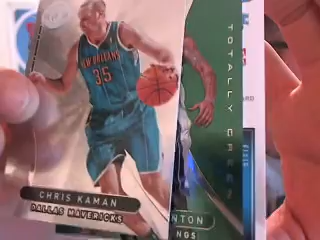 NEW ORLEANS
35
CHRIS KAMAN
DALLAS MAVERICKS
TOTALLY GREEN
NTON
NGS